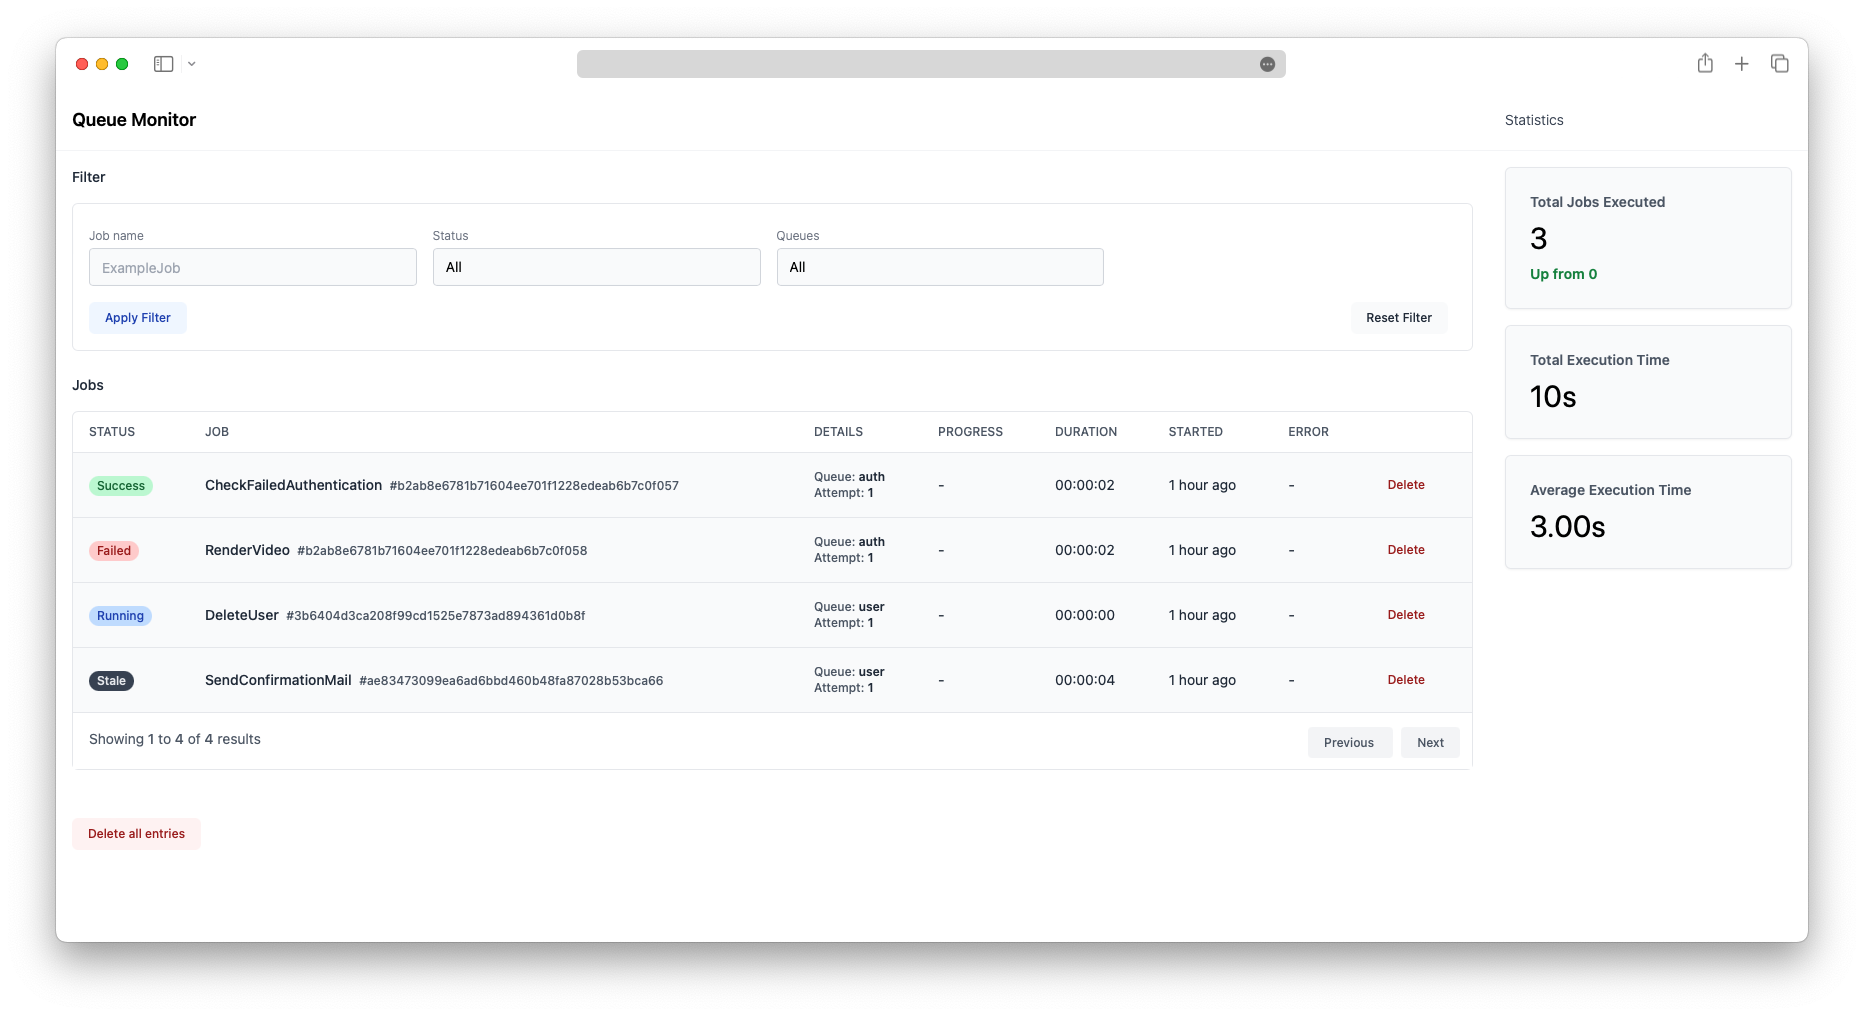 Queue Monitor
Statistics
Filter
Job name
Status
Queues
ExampleJob
All
All
Apply Filter
Reset Filter
Jobs
STATUS JOB DETAILS PROGRESS DURATION STARTED ERROR
Success CheckFailedAuthentication #b2ab8e6781b71604ee701f1228edeab6b7c0f057 Queue: auth
Attempt: 1 - 00:00:02 1 hour ago - Delete
Failed RenderVideo #b2ab8e6781b71604ee701f1228edeab6b7c0f058 Queue: auth
Attempt: 1 - 00:00:02 1 hour ago - Delete
Running DeleteUser #3b6404d3ca208f99cd1525e7873ad894361d0b8f Queue: user
Attempt: 1 - 00:00:00 1 hour ago - Delete
Stale SendConfirmationMail #ae83473099ea6ad6bbd460b48fa87028b53bca66 Queue: user
Attempt: 1 - 00:00:04 1 hour ago - Delete
Showing 1 to 4 of 4 results
Previous
Next
Delete all entries
Total Jobs Executed
3
Up from 0
Total Execution Time
10s
Average Execution Time
3.00s